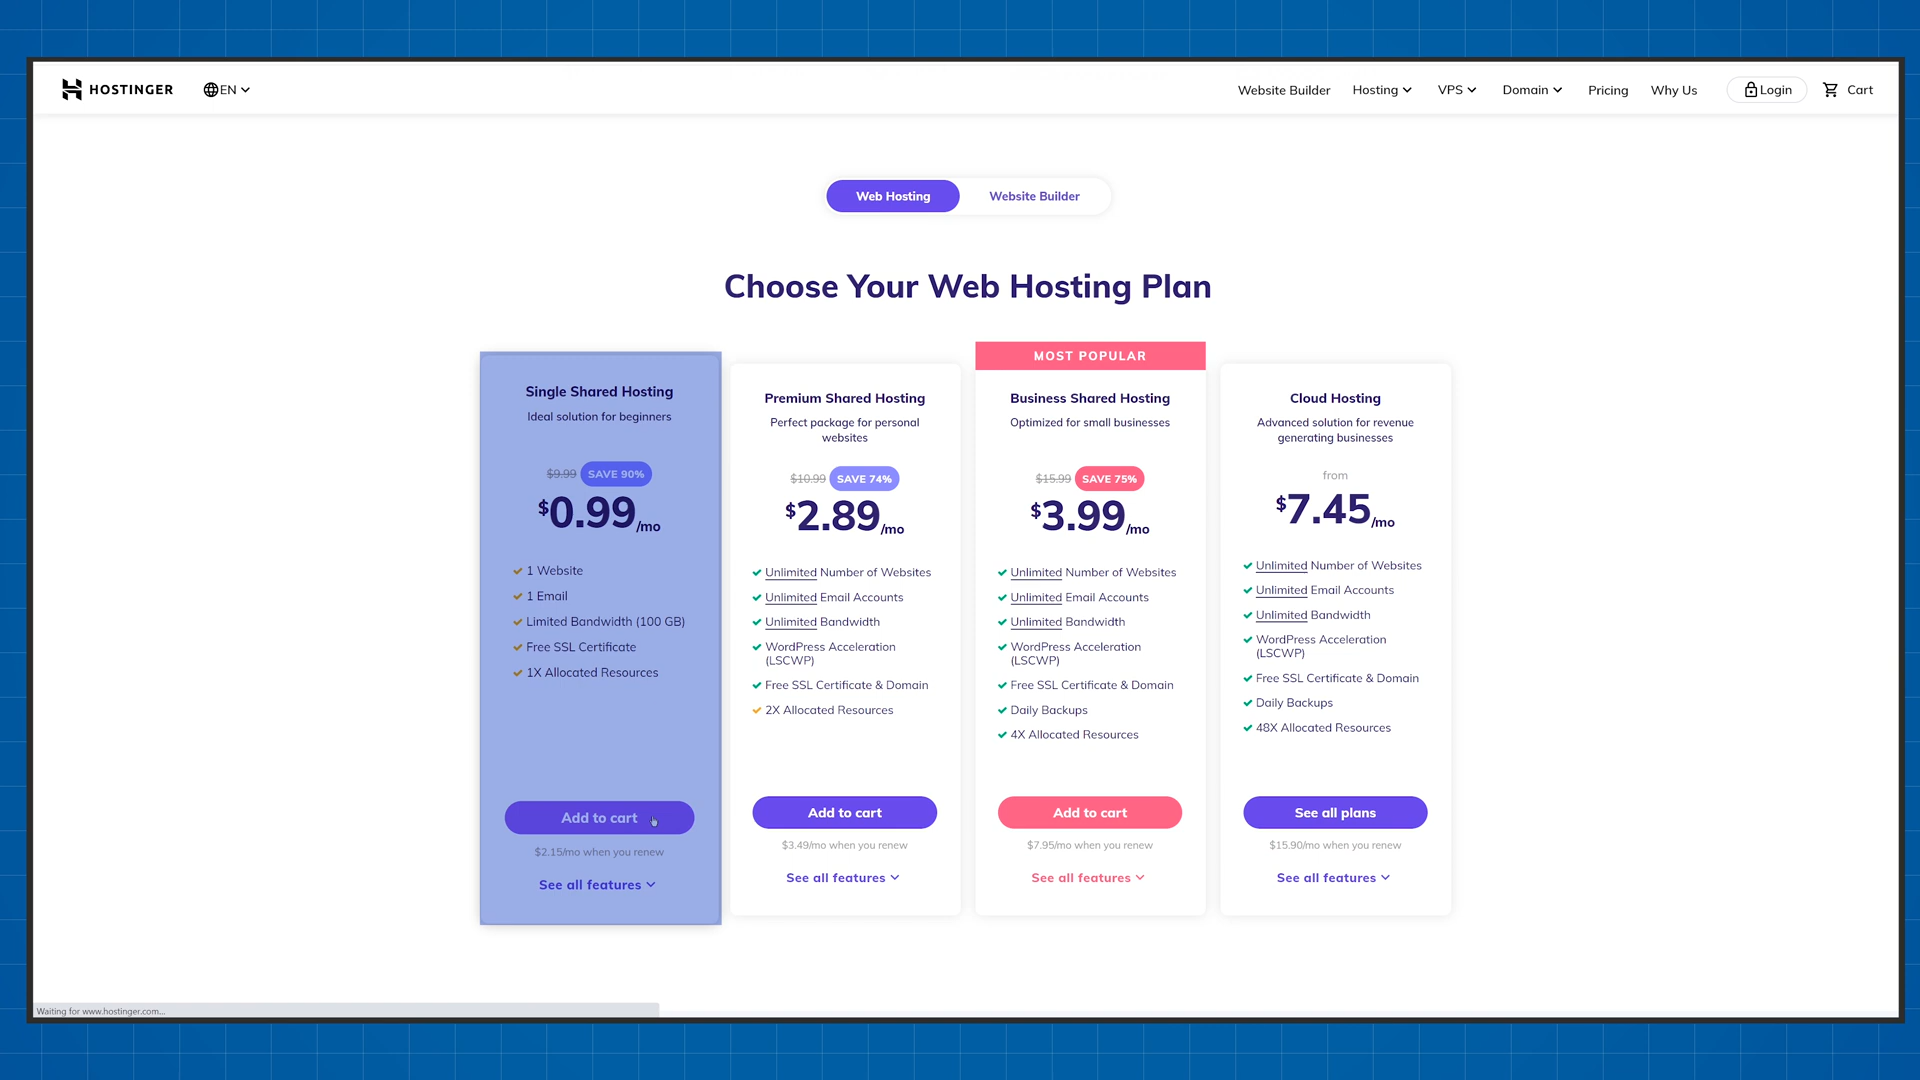 HOSTINGER
EN
Website Builder
Hosting
VPS
Domain
Pricing
Why Us
Login
Cart
Web Hosting
Website Builder
Choose Your Web Hosting Plan
Single Shared Hosting
Ideal solution for beginners
$9.99 SAVE 90%
$0.99/mo
1 Website
1 Email
Limited Bandwidth (100 GB)
Free SSL Certificate
1X Allocated Resources
Add to cart
$2.15/mo when you renew
See all features
Premium Shared Hosting
Perfect package for personal
websites
$10.99 SAVE 74%
$2.89/mo
Unlimited Number of Websites
Unlimited Email Accounts
Unlimited Bandwidth
WordPress Acceleration
(LSCWP)
Free SSL Certificate & Domain
2X Allocated Resources
Add to cart
$3.49/mo when you renew
See all features
MOST POPULAR
Business Shared Hosting
Optimized for small businesses
$15.99 SAVE 75%
$3.99/mo
Unlimited Number of Websites
Unlimited Email Accounts
Unlimited Bandwidth
WordPress Acceleration
(LSCWP)
Free SSL Certificate & Domain
Daily Backups
4X Allocated Resources
Add to cart
$7.95/mo when you renew
See all features
Cloud Hosting
Advanced solution for revenue
generating businesses
from
$7.45/mo
Unlimited Number of Websites
Unlimited Email Accounts
Unlimited Bandwidth
WordPress Acceleration
(LSCWP)
Free SSL Certificate & Domain
Daily Backups
48X Allocated Resources
See all plans
$15.90/mo when you renew
See all features
Waiting for www.hostinger.com...